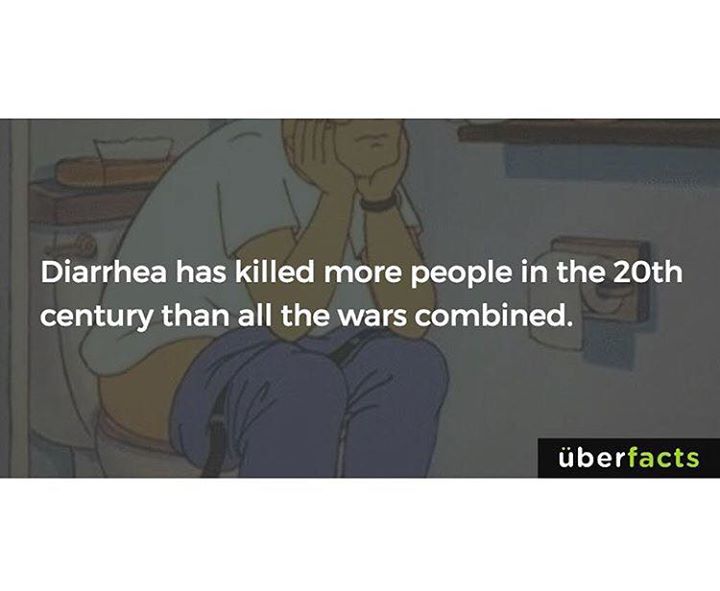 Diarrhea has killed more people in the 20th
century than all the wars combined.
überfacts